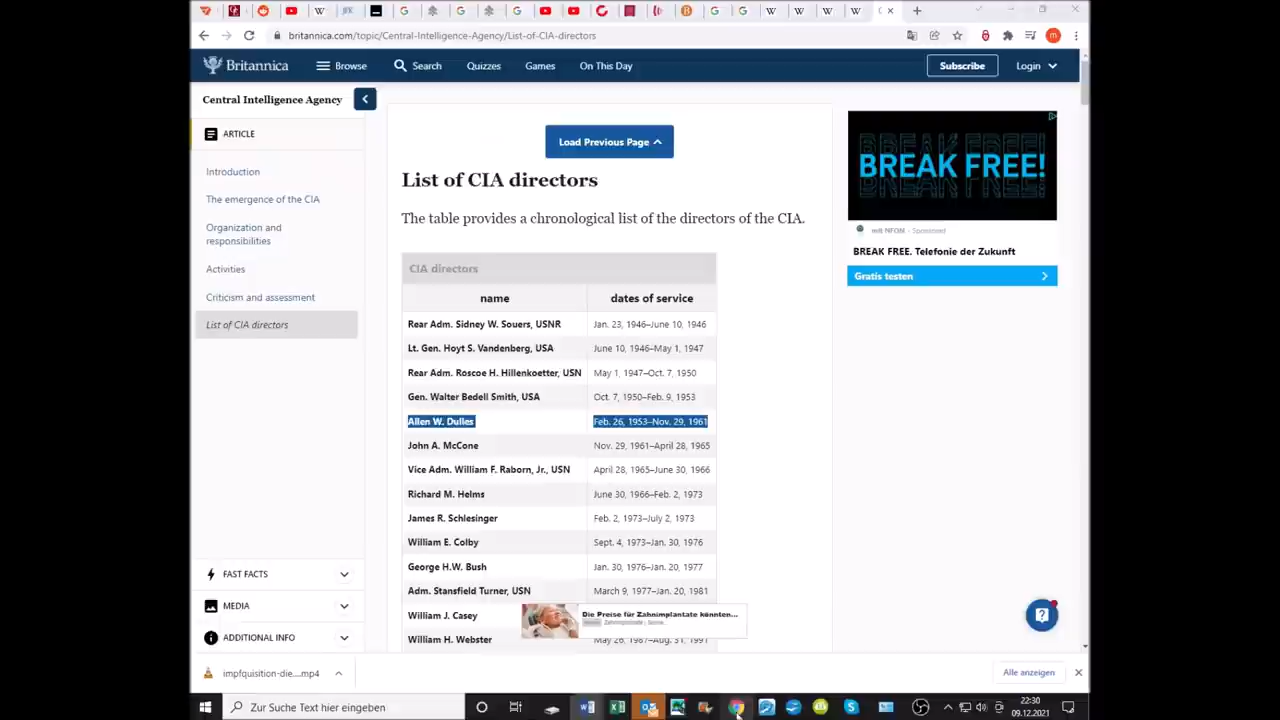 britannica.com/topic/Central-Intelligence-Agency/List-of-CIA-directors
Britannica
Browse
Search
Quizzes
Games
On This Day
Subscribe
Login
Central Intelligence Agency
ARTICLE
Introduction
The emergence of the CIA
Organization and
responsibilities
Activities
Criticism and assessment
List of CIA directors
FAST FACTS
MEDIA
ADDITIONAL INFO
Load Previous Page
List of CIA directors
The table provides a chronological list of the directors of the CIA.
CIA directors
name dates of service
Rear Adm. Sidney W. Souers, USNR Jan. 23, 1946–June 10, 1946
Lt. Gen. Hoyt S. Vandenberg, USA June 10, 1946–May 1, 1947
Rear Adm. Roscoe H. Hillenkoetter, USN May 1, 1947–Oct. 7, 1950
Gen. Walter Bedell Smith, USA Oct. 7, 1950–Feb. 9, 1953
Allen W. Dulles Feb. 26, 1953–Nov. 29, 1961
John A. McCone Nov. 29, 1961–April 28, 1965
Vice Adm. William F. Raborn, Jr., USN April 28, 1965–June 30, 1966
Richard M. Helms June 30, 1966–Feb. 2, 1973
James R. Schlesinger Feb. 2, 1973–July 2, 1973
William E. Colby Sept. 4, 1973–Jan. 30, 1976
George H.W. Bush Jan. 30, 1976–Jan. 20, 1977
Adm. Stansfield Turner, USN March 9, 1977–Jan. 20, 1981
William J. Casey
William H. Webster May 26, 1987–Aug. 31, 1991
Die Preise für Zahnimplantate könnten...
BREAK FREE!
mit NFON - Sponsored
BREAK FREE. Telefonie der Zukunft
Gratis testen
impfquisition-die....mp4
Alle anzeigen
Zur Suche Text hier eingeben
22:30
09.12.2021